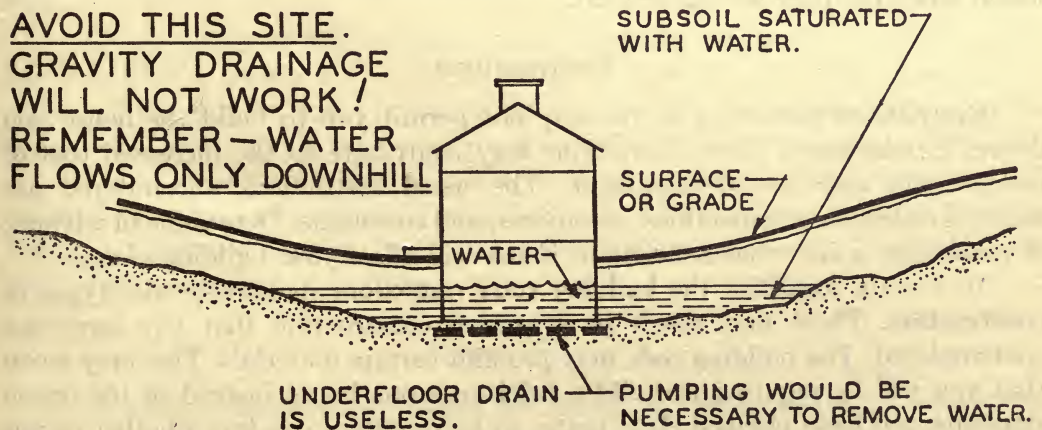 AVOID THIS SITE.
GRAVITY DRAINAGE
WILL NOT WORK!
REMEMBER — WATER
FLOWS ONLY DOWNHILL
SUBSOIL SATURATED
WITH WATER.
SURFACE
OR GRADE
WATER
UNDERFLOOR DRAIN
IS USELESS.
PUMPING WOULD BE
NECESSARY TO REMOVE WATER.